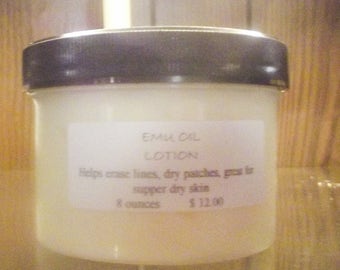 EMU OIL
LOTION
Helps erase lines, dry patches, great for
supper dry skin
8 ounces $ 12.00